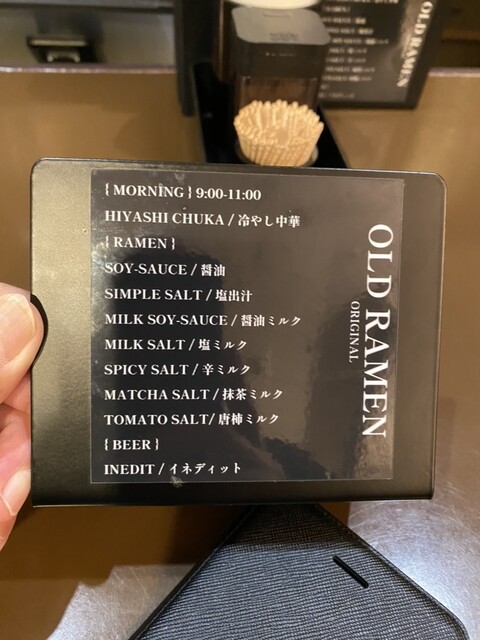 { MORNING } 9:00-11:00
HIYASHI CHUKA / 冷やし中華
{ RAMEN }
SOY-SAUCE / 醤油
SIMPLE SALT / 塩出汁
MILK SOY-SAUCE / 醤油ミルク
MILK SALT / 塩ミルク
SPICY SALT / 辛ミルク
MATCHA SALT / 抹茶ミルク
TOMATO SALT/ 唐柿ミルク
{ BEER }
INEDIT / イネディット
OLD RAMEN
ORIGINAL
OLD RAMEN